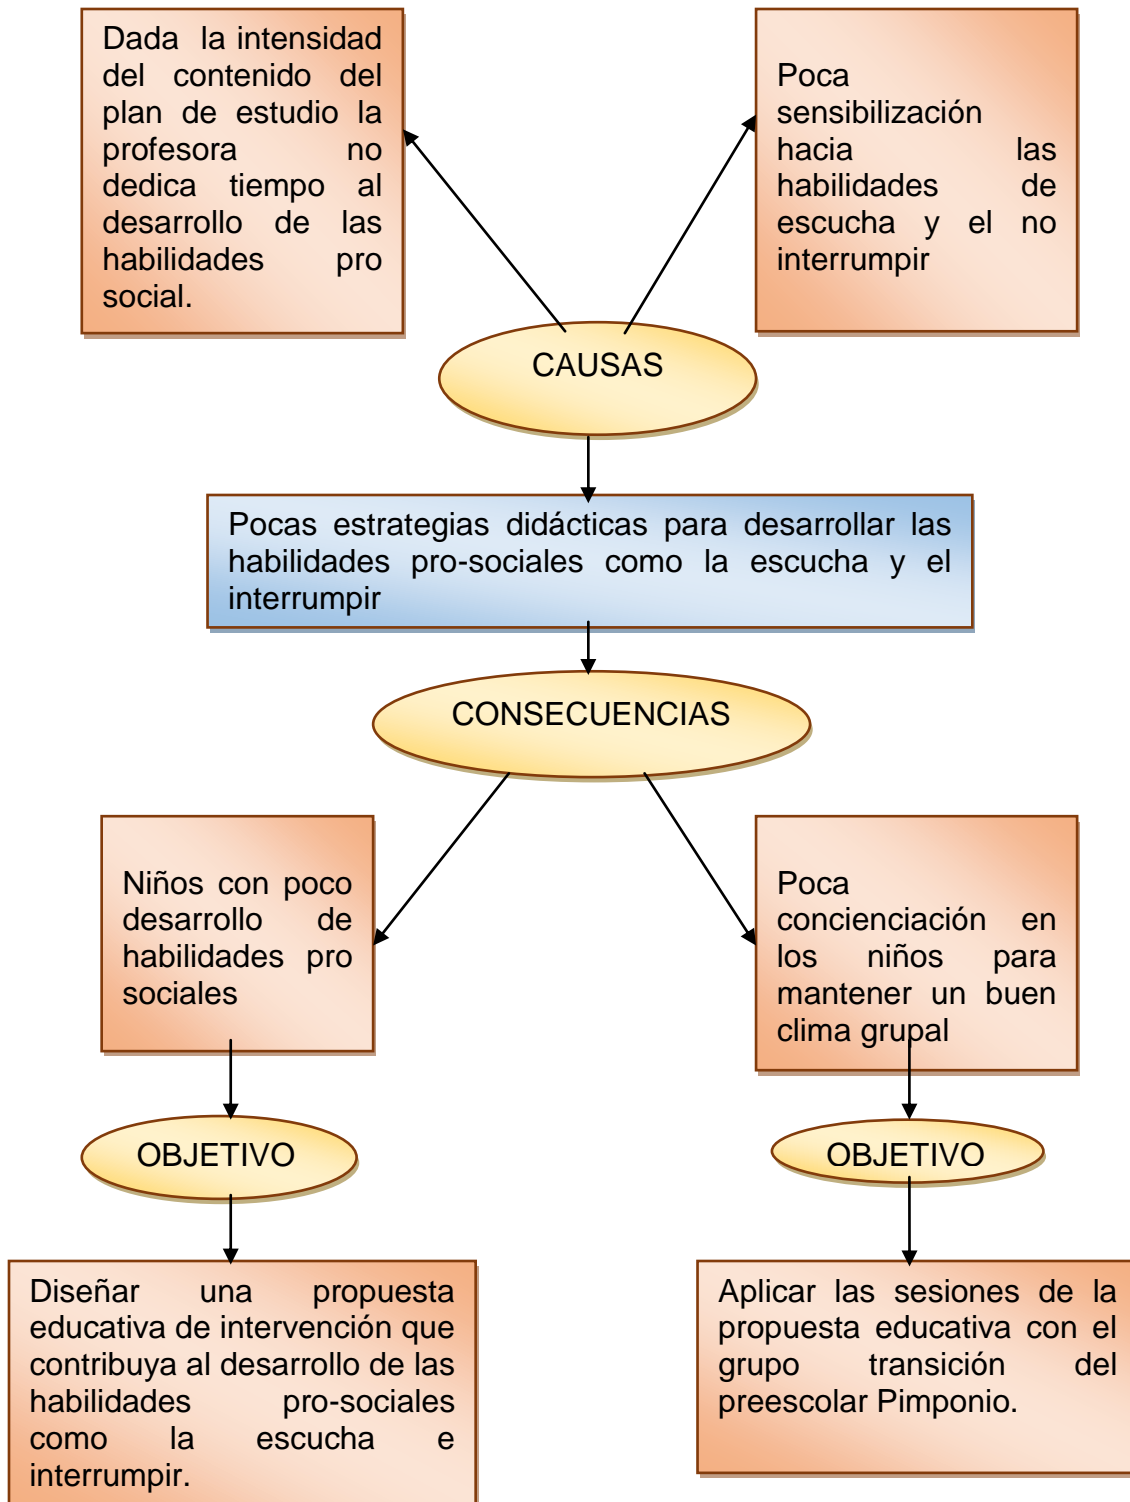 Dada la intensidad
del contenido del
plan de estudio la
profesora no
dedica tiempo al
desarrollo de las
habilidades pro
social.
Poca
sensibilización
hacia las
habilidades de
escucha y el no
interrumpir
CAUSAS
Pocas estrategias didácticas para desarrollar las
habilidades pro-sociales como la escucha y el
interrumpir
CONSECUENCIAS
Niños con poco
desarrollo de
habilidades pro
sociales
Poca
concienciación en
los niños para
mantener un buen
clima grupal
OBJETIVO
OBJETIVO
Diseñar una propuesta
educativa de intervención que
contribuya al desarrollo de las
habilidades pro-sociales
como la escucha e
interrumpir.
Aplicar las sesiones de la
propuesta educativa con el
grupo transición del
preescolar Pimponio.